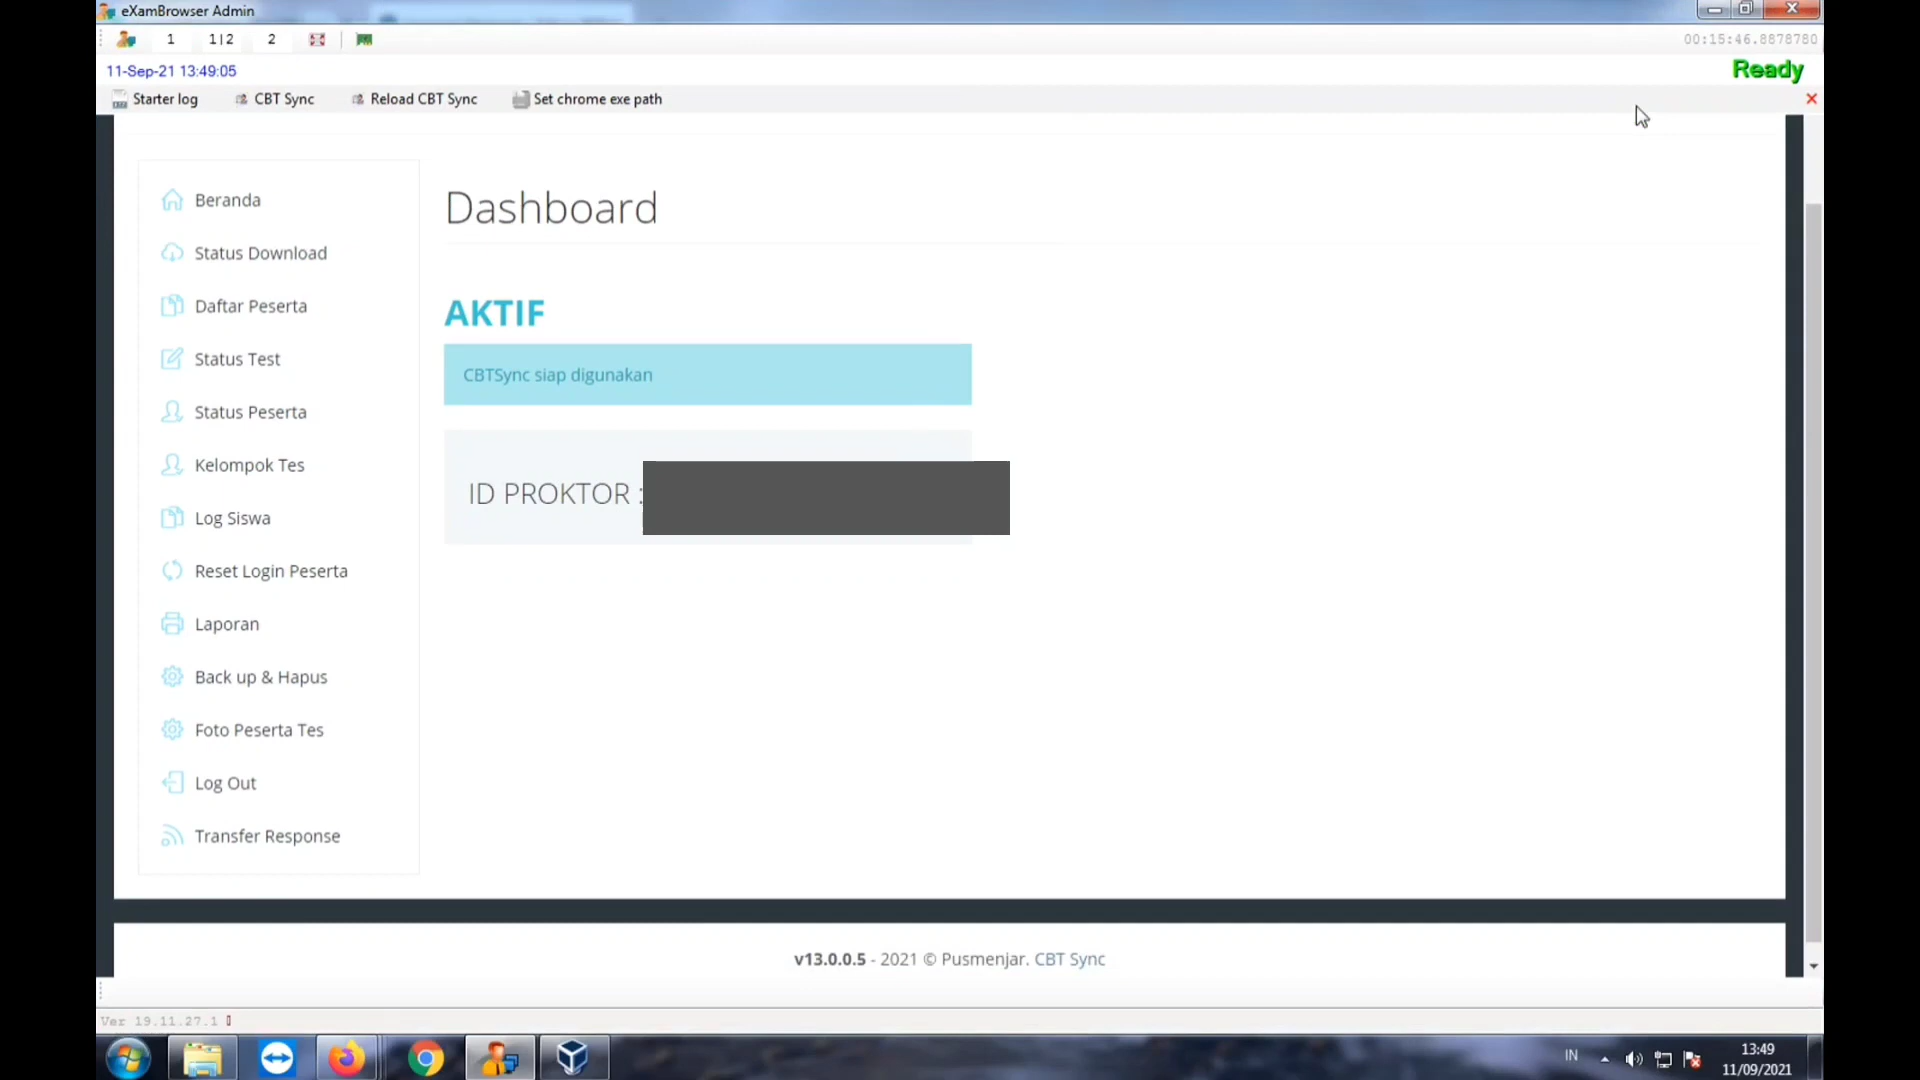 eXamBrowser Admin
1 1|2 2 00:15:46.8878780
11-Sep-21 13:49:05 Ready
Starter log CBT Sync Reload CBT Sync Set chrome exe path
Beranda
Status Download
Daftar Peserta
Status Test
Status Peserta
Kelompok Tes
Log Siswa
Reset Login Peserta
Laporan
Back up & Hapus
Foto Peserta Tes
Log Out
Transfer Response
Dashboard
AKTIF
CBTSync siap digunakan
ID PROKTOR :
v13.0.0.5 - 2021 © Pusmenjar. CBT Sync
Ver 19.11.27.1
IN
13:49
11/09/2021